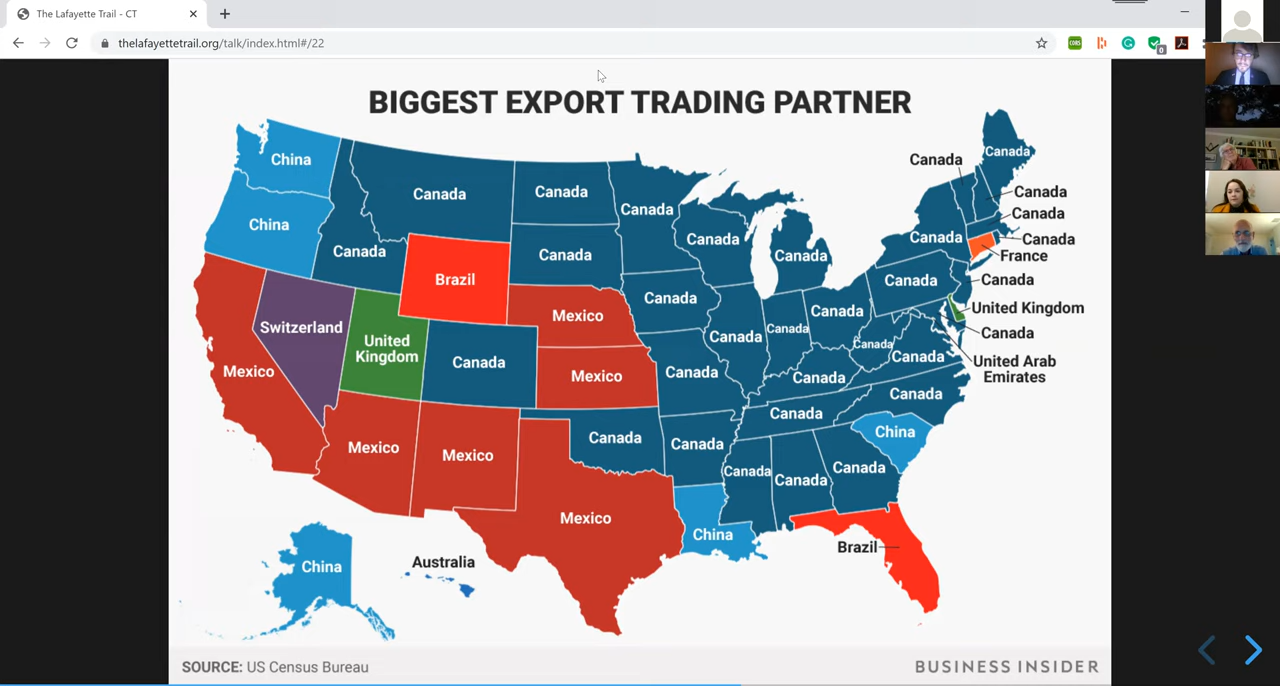 The Lafayette Trail - CT
thelafayettetrail.org/talk/index.html#/22
CORS
0
BIGGEST EXPORT TRADING PARTNER
China
Canada
Canada
Canada
Canada
Canada
Canada
China
Canada
Canada
Canada
Canada
Canada
Canada
Canada
Canada
Brazil
France
Canada
Canada
Canada
Mexico
Canada
United Kingdom
Switzerland
Canada
Canada
Canada
United
Kingdom
Canada
Canada
Canada
United Arab
Emirates
Mexico
Mexico
Canada
Canada
Canada
Canada
China
Mexico
Mexico
Canada
Canada
Canada
Canada
Canada
Mexico
China
Brazil
China
Australia
SOURCE: US Census Bureau
BUSINESS INSIDER